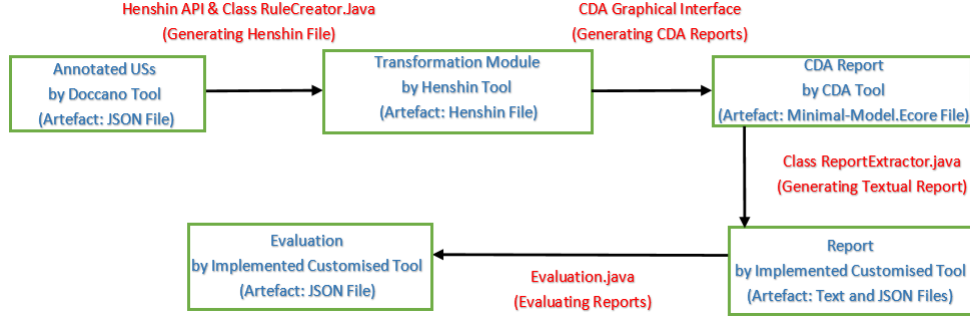 Henshin API & Class RuleCreator.Java
(Generating Henshin File)
CDA Graphical Interface
(Generating CDA Reports)
Annotated USs
by Doccano Tool
(Artefact: JSON File)
Transformation Module
by Henshin Tool
(Artefact: Henshin File)
CDA Report
by CDA Tool
(Artefact: Minimal-Model.Ecore File)
Class ReportExtractor.java
(Generating Textual Report)
Evaluation
by Implemented Customised Tool
(Artefact: JSON File)
Evaluation.java
(Evaluating Reports)
Report
by Implemented Customised Tool
(Artefact: Text and JSON Files)